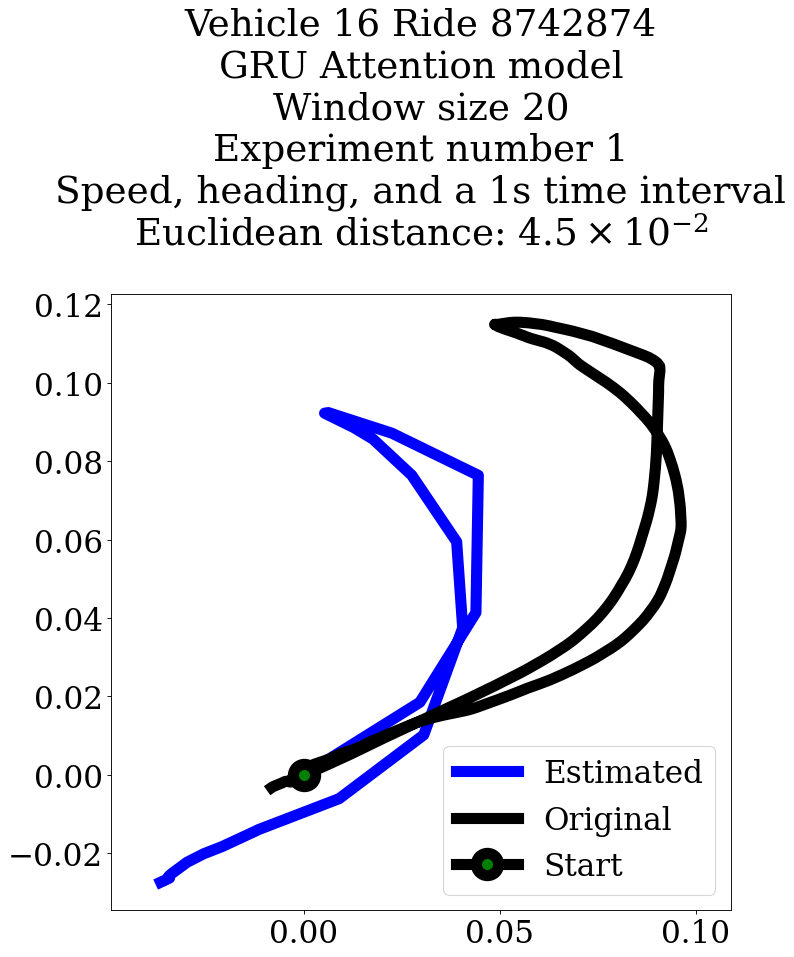 Vehicle 16 Ride 8742874
GRU Attention model
Window size 20
Experiment number 1
Speed, heading, and a 1s time interval
Euclidean distance: 4.5 × 10⁻²
0.12
0.10
0.08
0.06
0.04
0.02
0.00
−0.02
0.00 0.05 0.10
Estimated
Original
Start